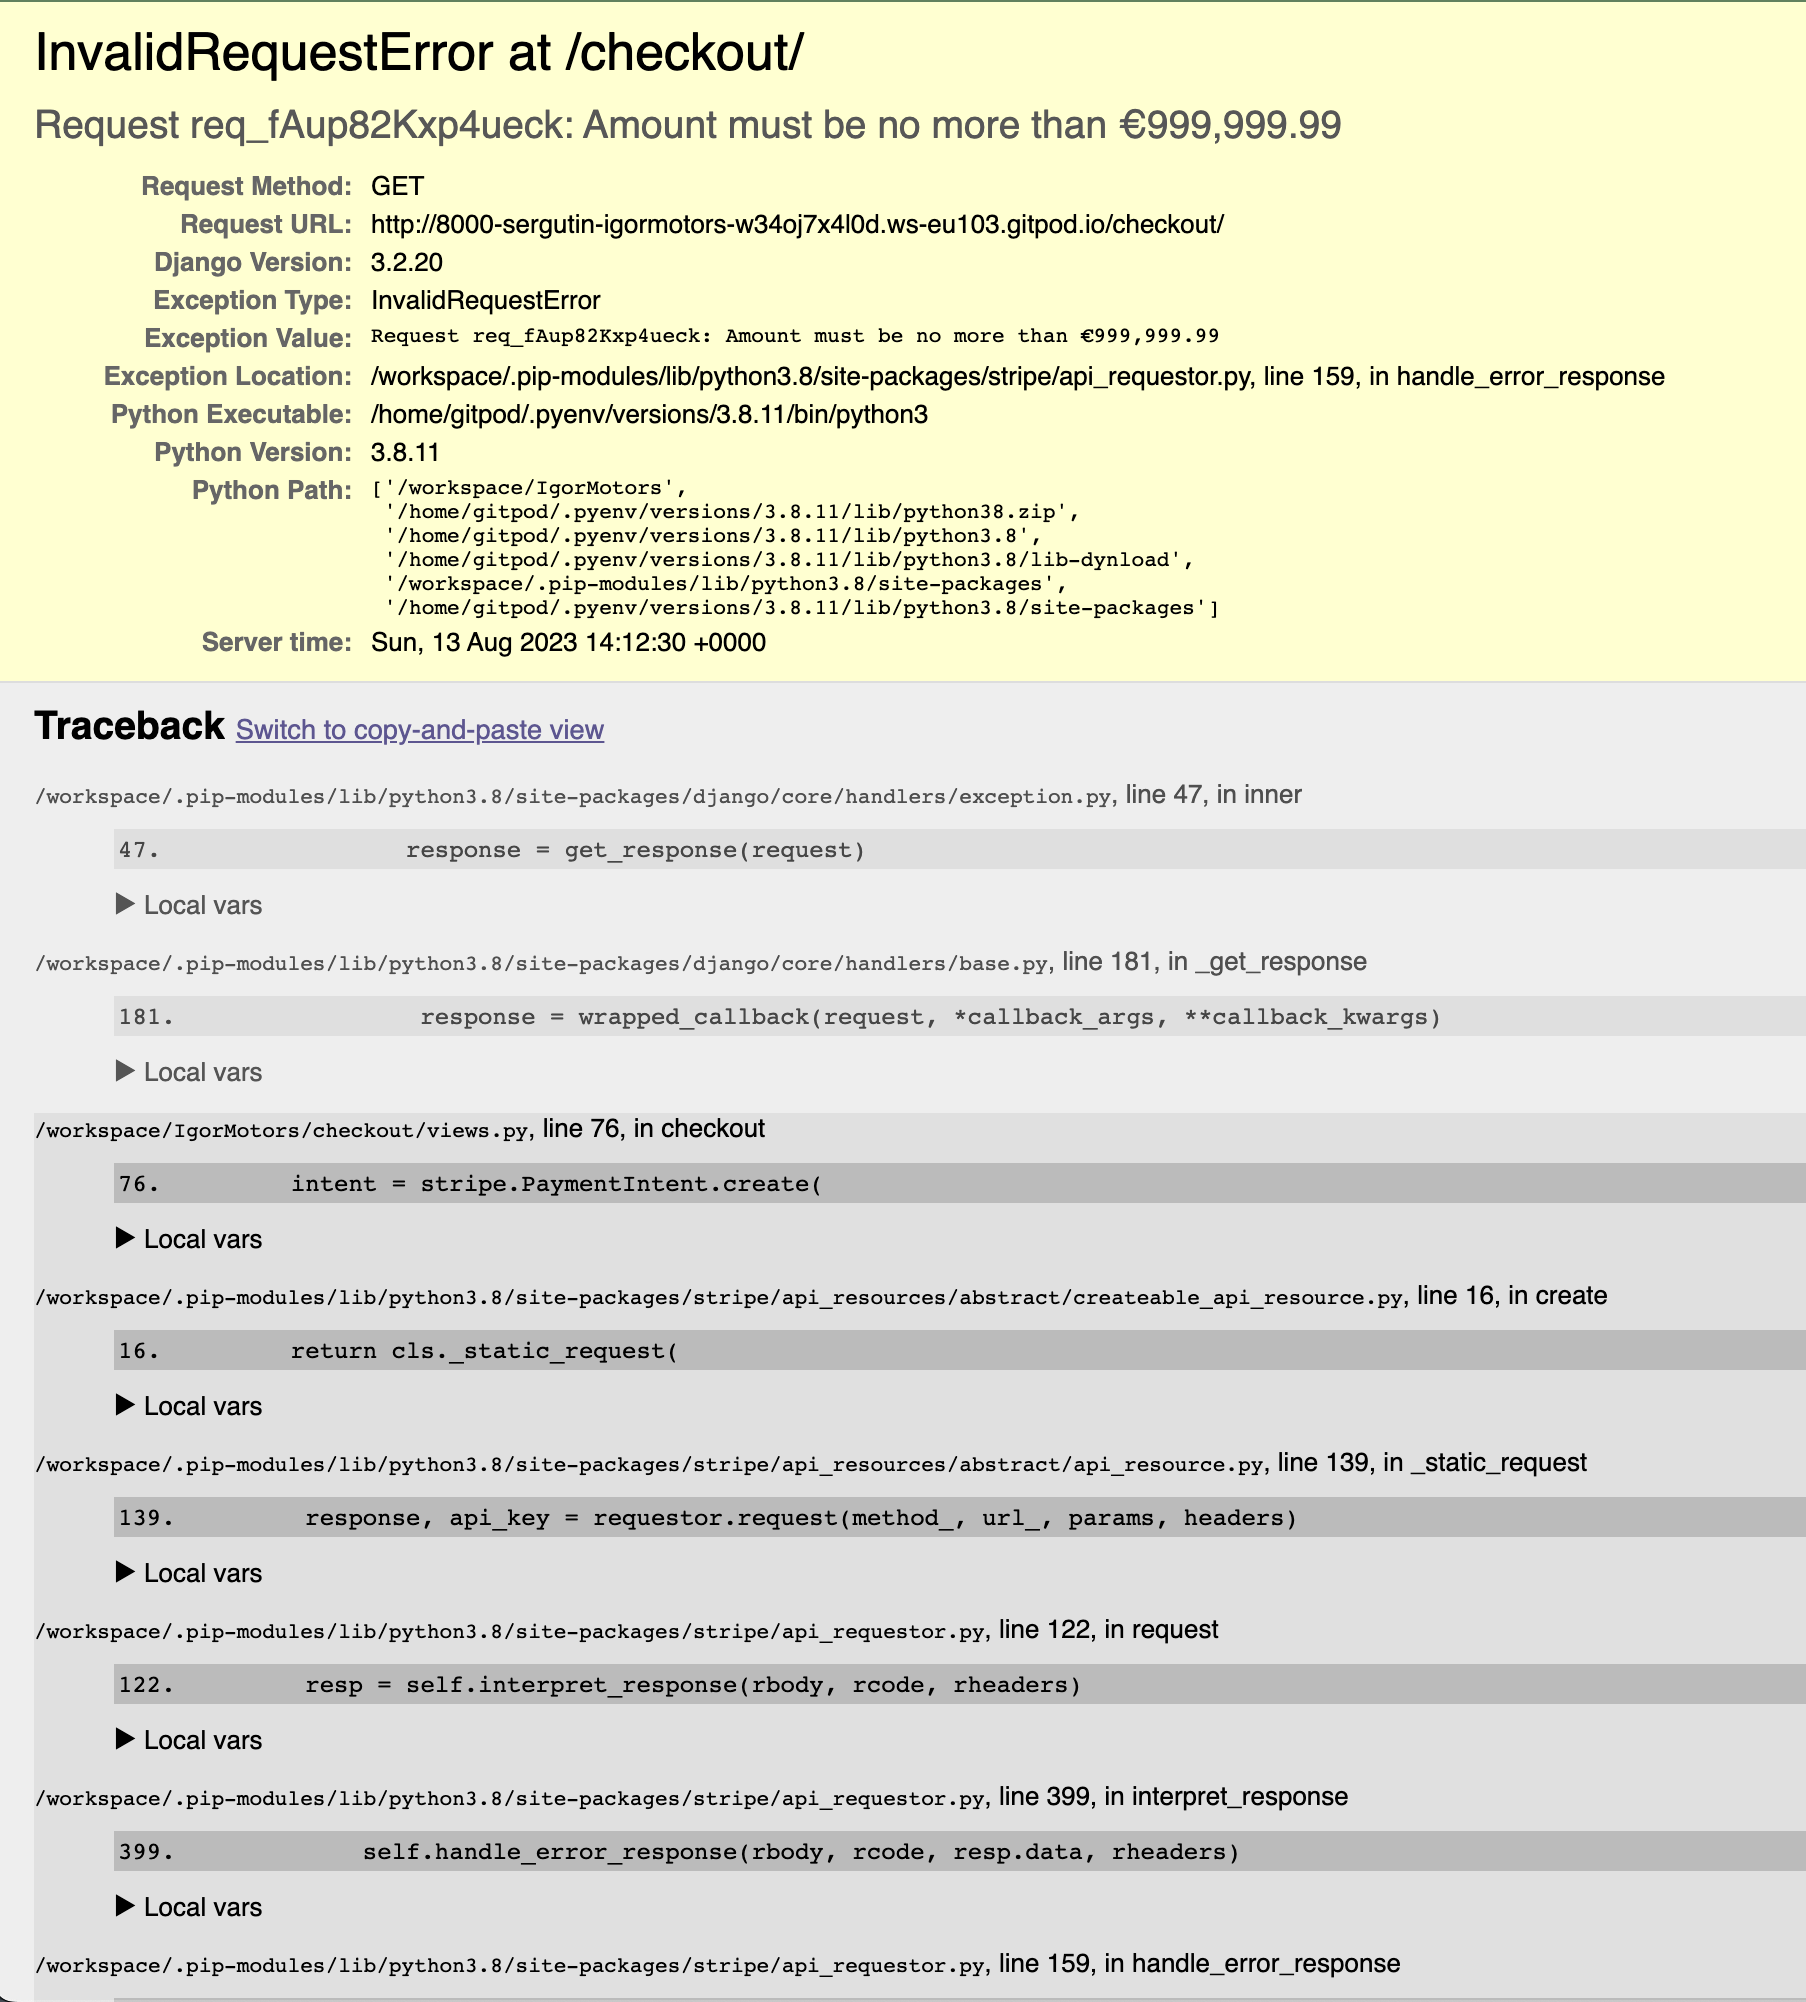 InvalidRequestError at /checkout/
Request req_fAup82Kxp4ueck: Amount must be no more than €999,999.99
Request Method: GET
Request URL: http://8000-sergutin-igormotors-w34oj7x4l0d.ws-eu103.gitpod.io/checkout/
Django Version: 3.2.20
Exception Type: InvalidRequestError
Exception Value: Request req_fAup82Kxp4ueck: Amount must be no more than €999,999.99
Exception Location: /workspace/.pip-modules/lib/python3.8/site-packages/stripe/api_requestor.py, line 159, in handle_error_response
Python Executable: /home/gitpod/.pyenv/versions/3.8.11/bin/python3
Python Version: 3.8.11
Python Path: ['/workspace/IgorMotors',
'/home/gitpod/.pyenv/versions/3.8.11/lib/python38.zip',
'/home/gitpod/.pyenv/versions/3.8.11/lib/python3.8',
'/home/gitpod/.pyenv/versions/3.8.11/lib/python3.8/lib-dynload',
'/workspace/.pip-modules/lib/python3.8/site-packages',
'/home/gitpod/.pyenv/versions/3.8.11/lib/python3.8/site-packages']
Server time: Sun, 13 Aug 2023 14:12:30 +0000
Traceback Switch to copy-and-paste view
/workspace/.pip-modules/lib/python3.8/site-packages/django/core/handlers/exception.py, line 47, in inner
47. response = get_response(request)
▶ Local vars
/workspace/.pip-modules/lib/python3.8/site-packages/django/core/handlers/base.py, line 181, in _get_response
181. response = wrapped_callback(request, *callback_args, **callback_kwargs)
▶ Local vars
/workspace/IgorMotors/checkout/views.py, line 76, in checkout
76. intent = stripe.PaymentIntent.create(
▶ Local vars
/workspace/.pip-modules/lib/python3.8/site-packages/stripe/api_resources/abstract/createable_api_resource.py, line 16, in create
16. return cls._static_request(
▶ Local vars
/workspace/.pip-modules/lib/python3.8/site-packages/stripe/api_resources/abstract/api_resource.py, line 139, in _static_request
139. response, api_key = requestor.request(method_, url_, params, headers)
▶ Local vars
/workspace/.pip-modules/lib/python3.8/site-packages/stripe/api_requestor.py, line 122, in request
122. resp = self.interpret_response(rbody, rcode, rheaders)
▶ Local vars
/workspace/.pip-modules/lib/python3.8/site-packages/stripe/api_requestor.py, line 399, in interpret_response
399. self.handle_error_response(rbody, rcode, resp.data, rheaders)
▶ Local vars
/workspace/.pip-modules/lib/python3.8/site-packages/stripe/api_requestor.py, line 159, in handle_error_response